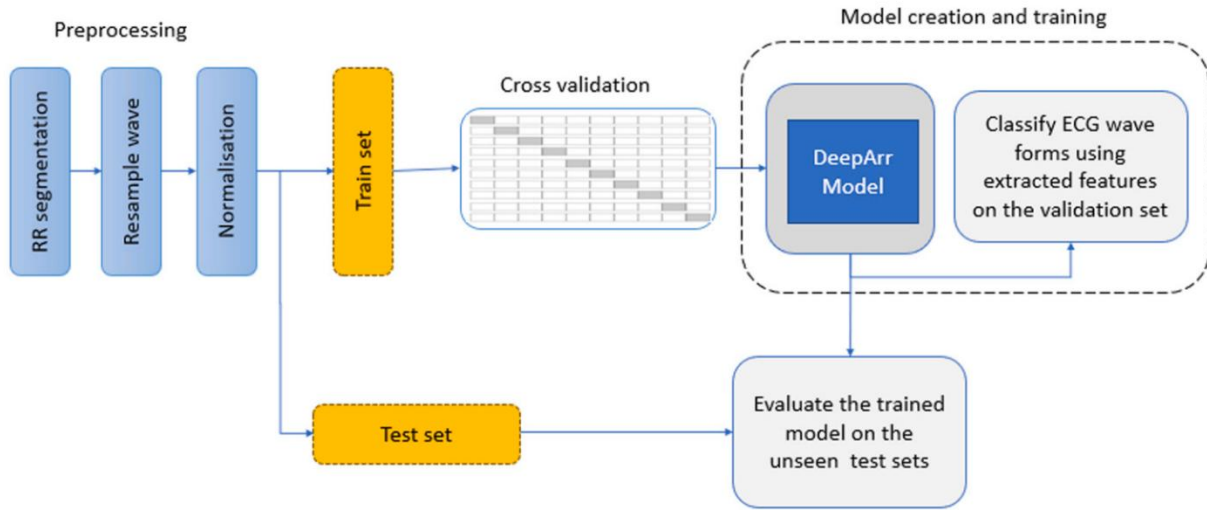 Preprocessing
RR segmentation
Resample wave
Normalisation
Train set
Cross validation
Model creation and training
DeepArr
Model
Classify ECG wave
forms using
extracted features
on the validation set
Test set
Evaluate the trained
model on the
unseen test sets